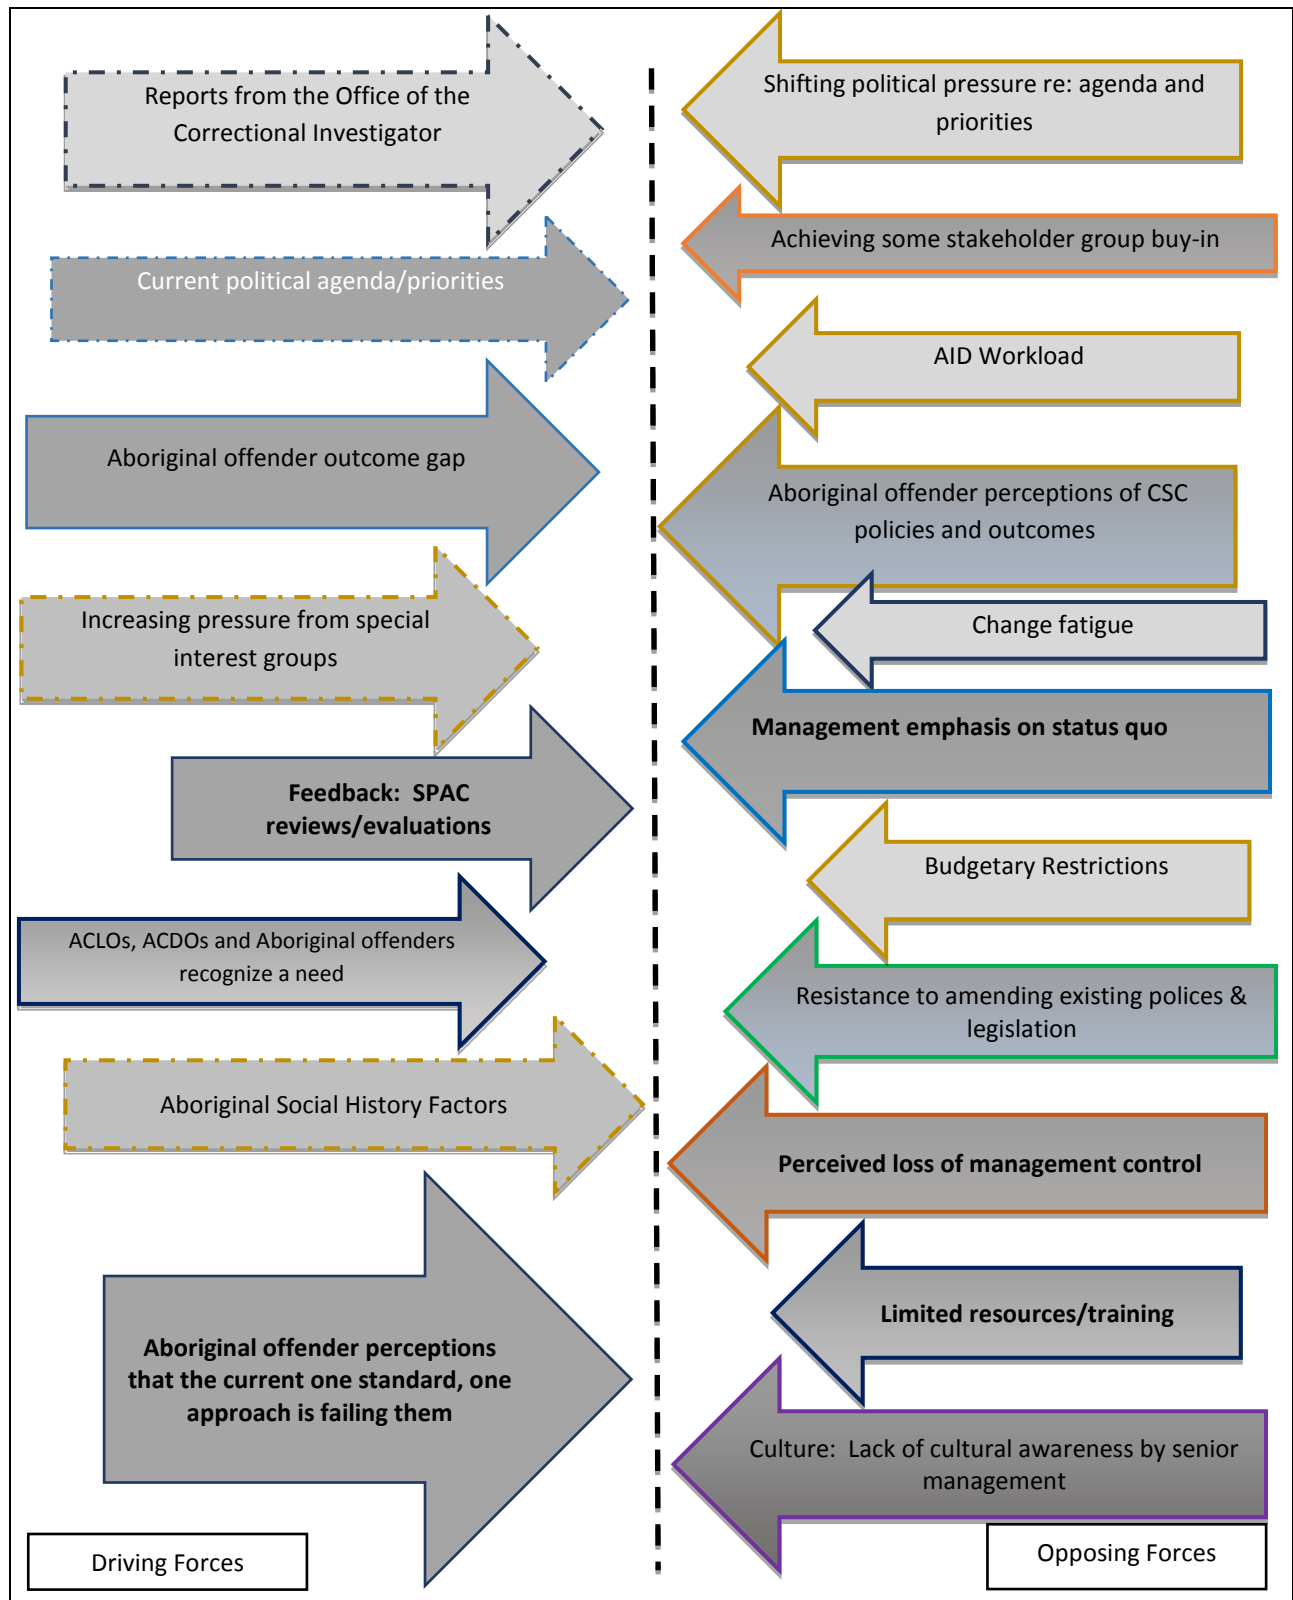 Reports from the Office of the
Correctional Investigator
Current political agenda/priorities
Aboriginal offender outcome gap
Increasing pressure from special
interest groups
Feedback:  SPAC
reviews/evaluations
ACLOs, ACDOs and Aboriginal offenders
recognize a need
Aboriginal Social History Factors
Aboriginal offender perceptions
that the current one standard, one
approach is failing them
Driving Forces
Shifting political pressure re: agenda and
priorities
Achieving some stakeholder group buy-in
AID Workload
Aboriginal offender perceptions of CSC
policies and outcomes
Change fatigue
Management emphasis on status quo
Budgetary Restrictions
Resistance to amending existing polices &
legislation
Perceived loss of management control
Limited resources/training
Culture:  Lack of cultural awareness by senior
management
Opposing Forces